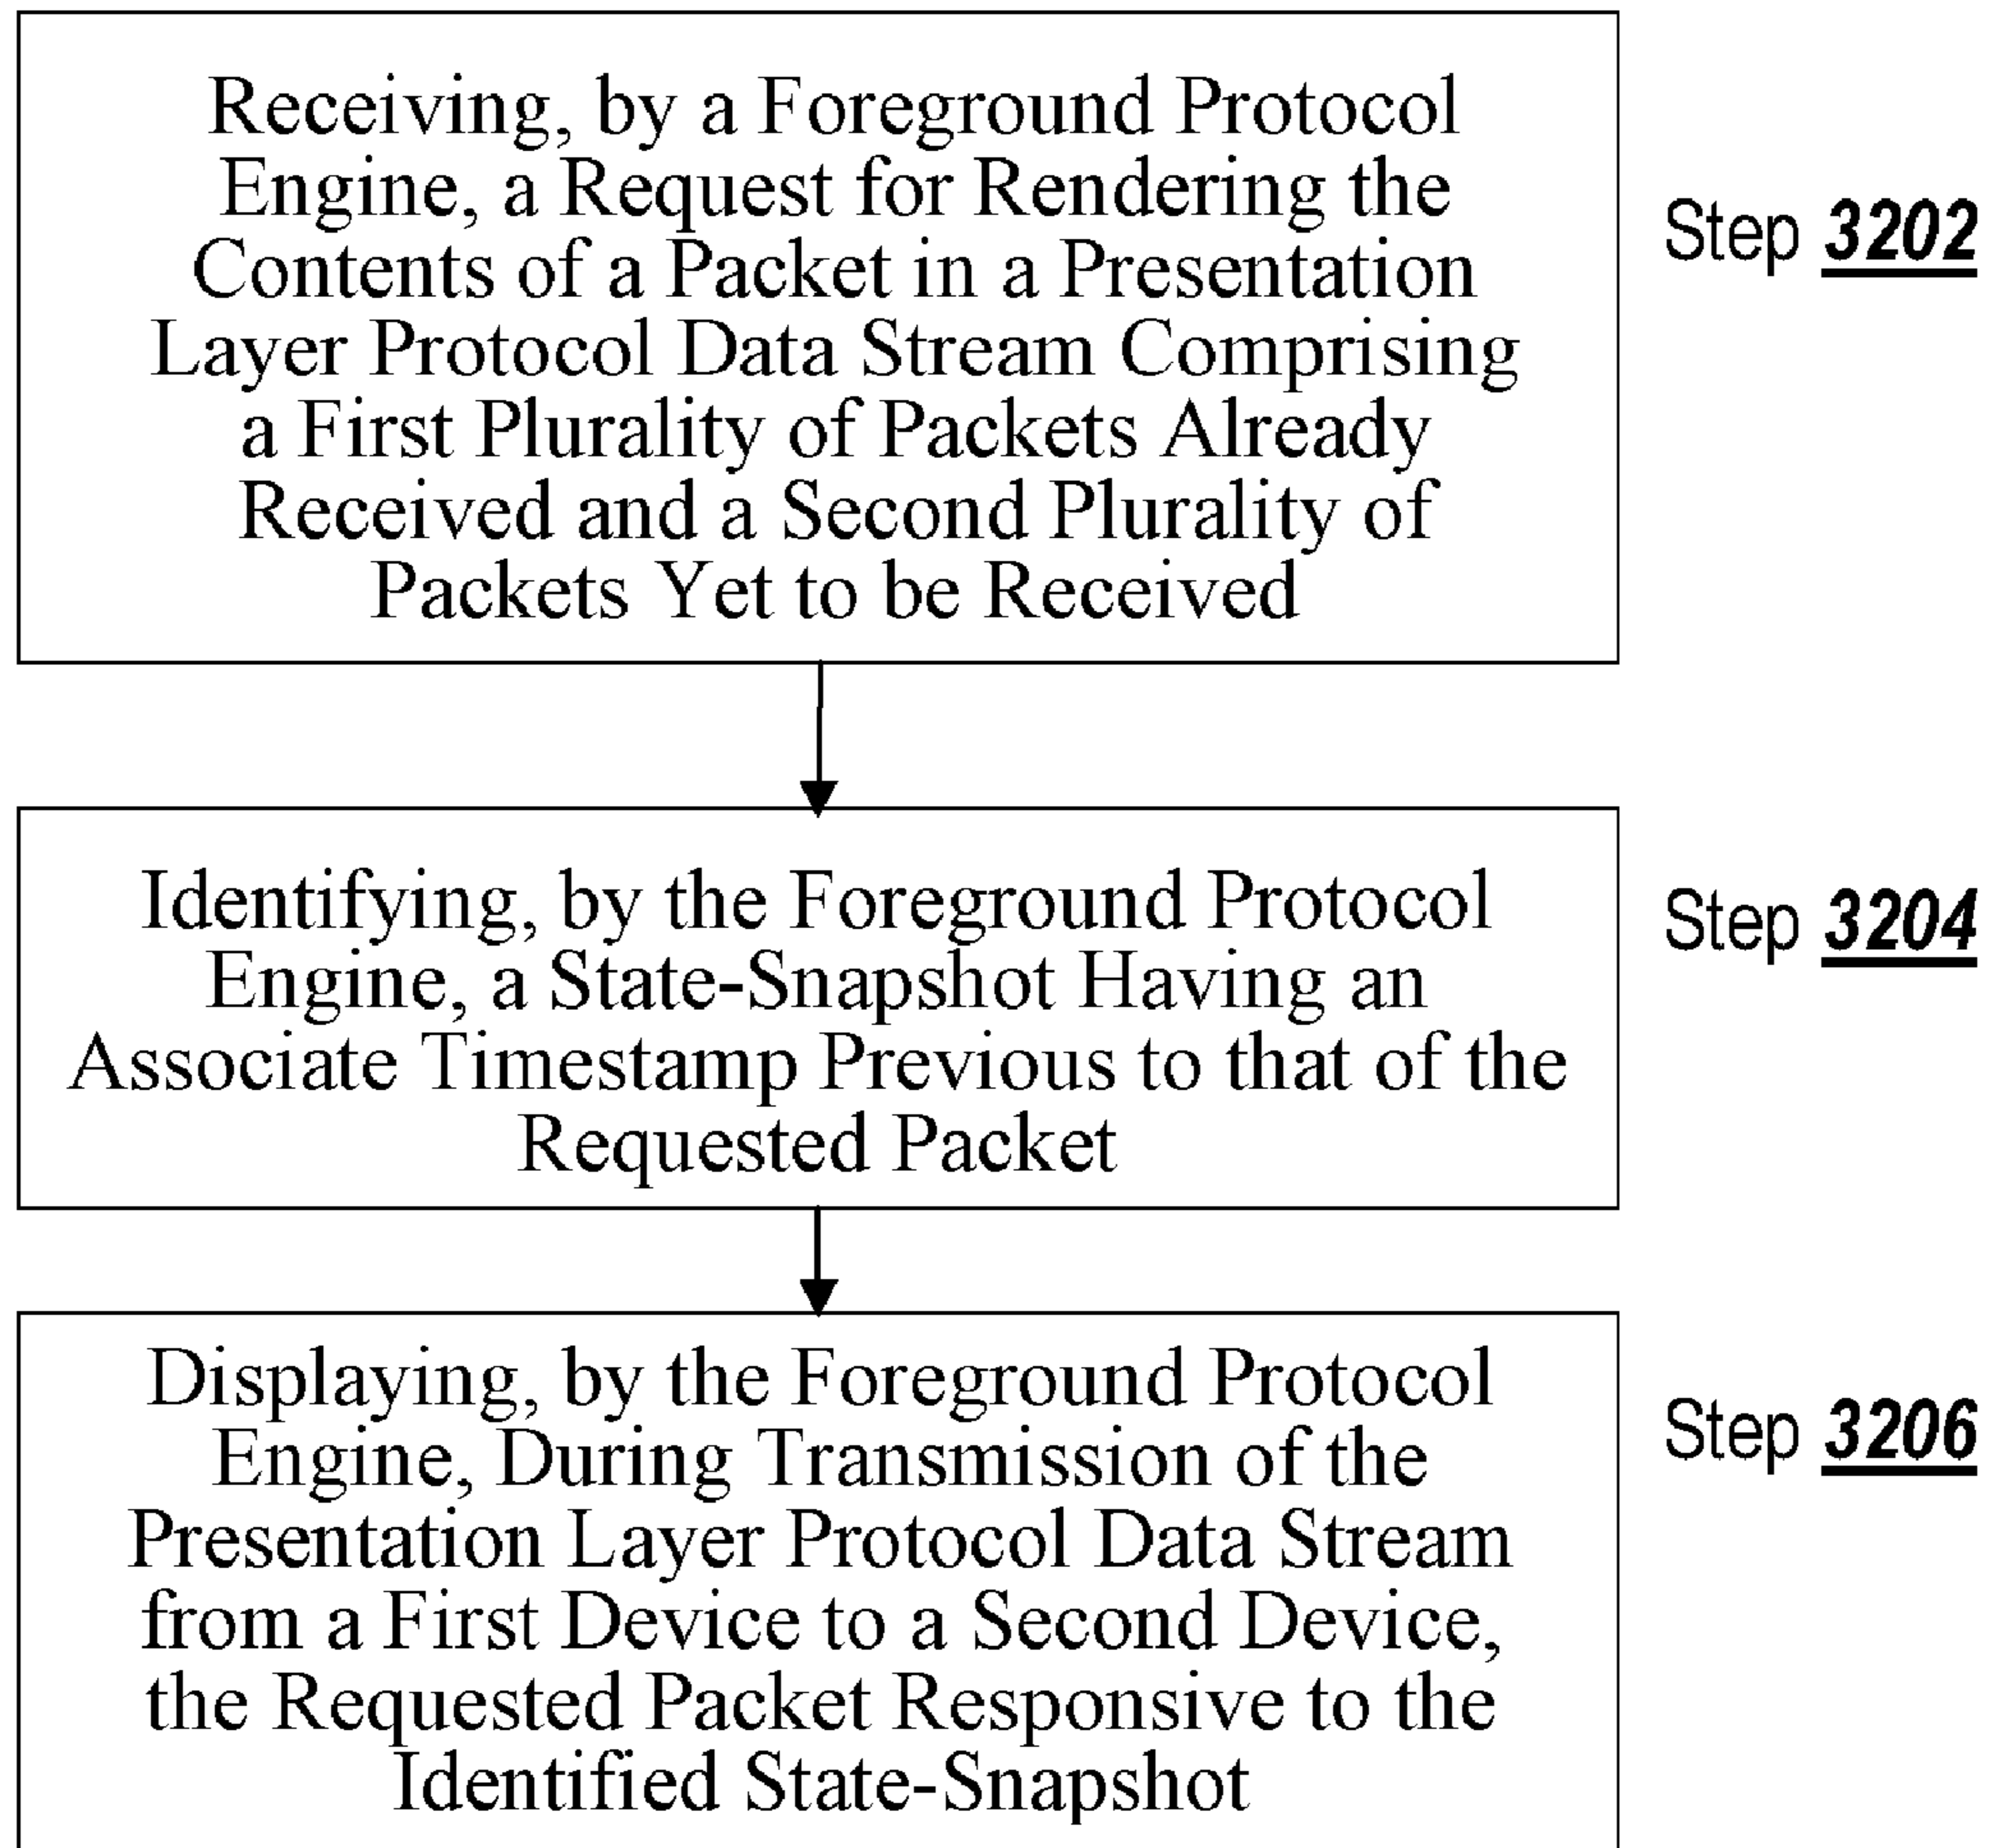 Receiving, by a Foreground Protocol
Engine, a Request for Rendering the
Contents of a Packet in a Presentation
Layer Protocol Data Stream Comprising
a First Plurality of Packets Already
Received and a Second Plurality of
Packets Yet to be Received
Step 3202
Identifying, by the Foreground Protocol
Engine, a State-Snapshot Having an
Associate Timestamp Previous to that of the
Requested Packet
Step 3204
Displaying, by the Foreground Protocol
Engine, During Transmission of the
Presentation Layer Protocol Data Stream
from a First Device to a Second Device,
the Requested Packet Responsive to the
Identified State-Snapshot
Step 3206